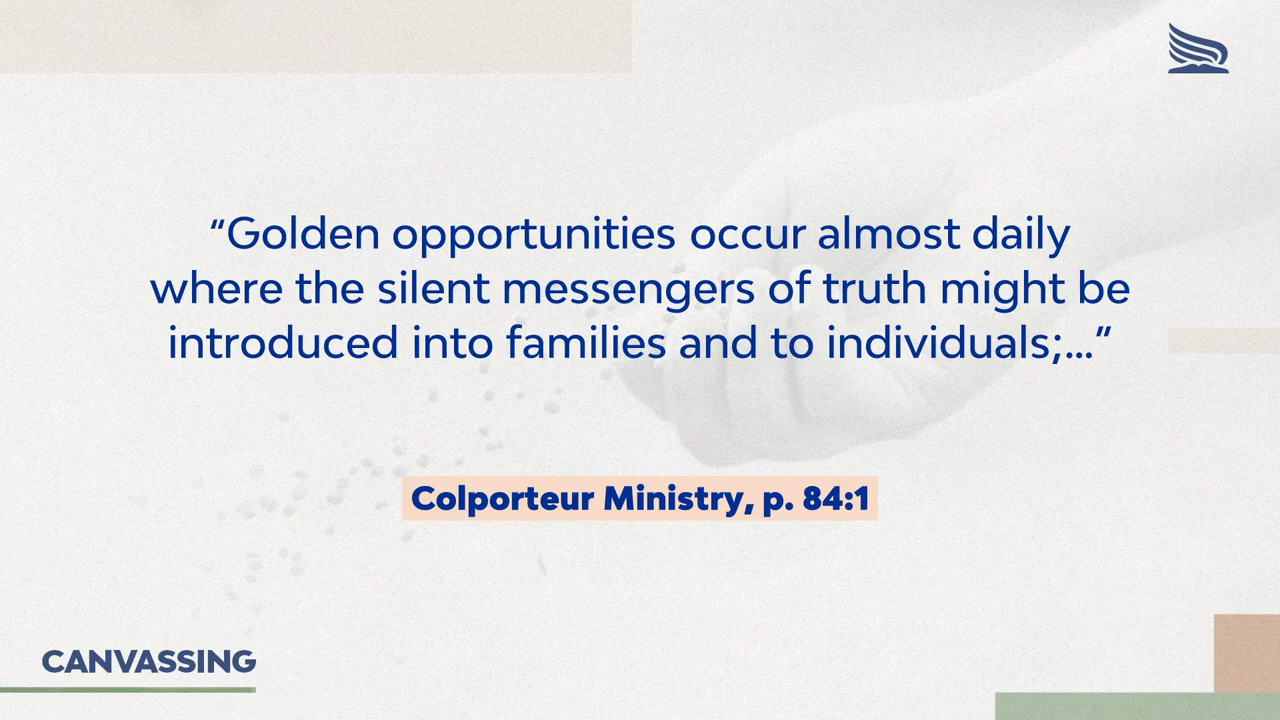 “Golden opportunities occur almost daily
where the silent messengers of truth might be
introduced into families and to individuals;...”
Colporteur Ministry, p. 84:1
CANVASSING